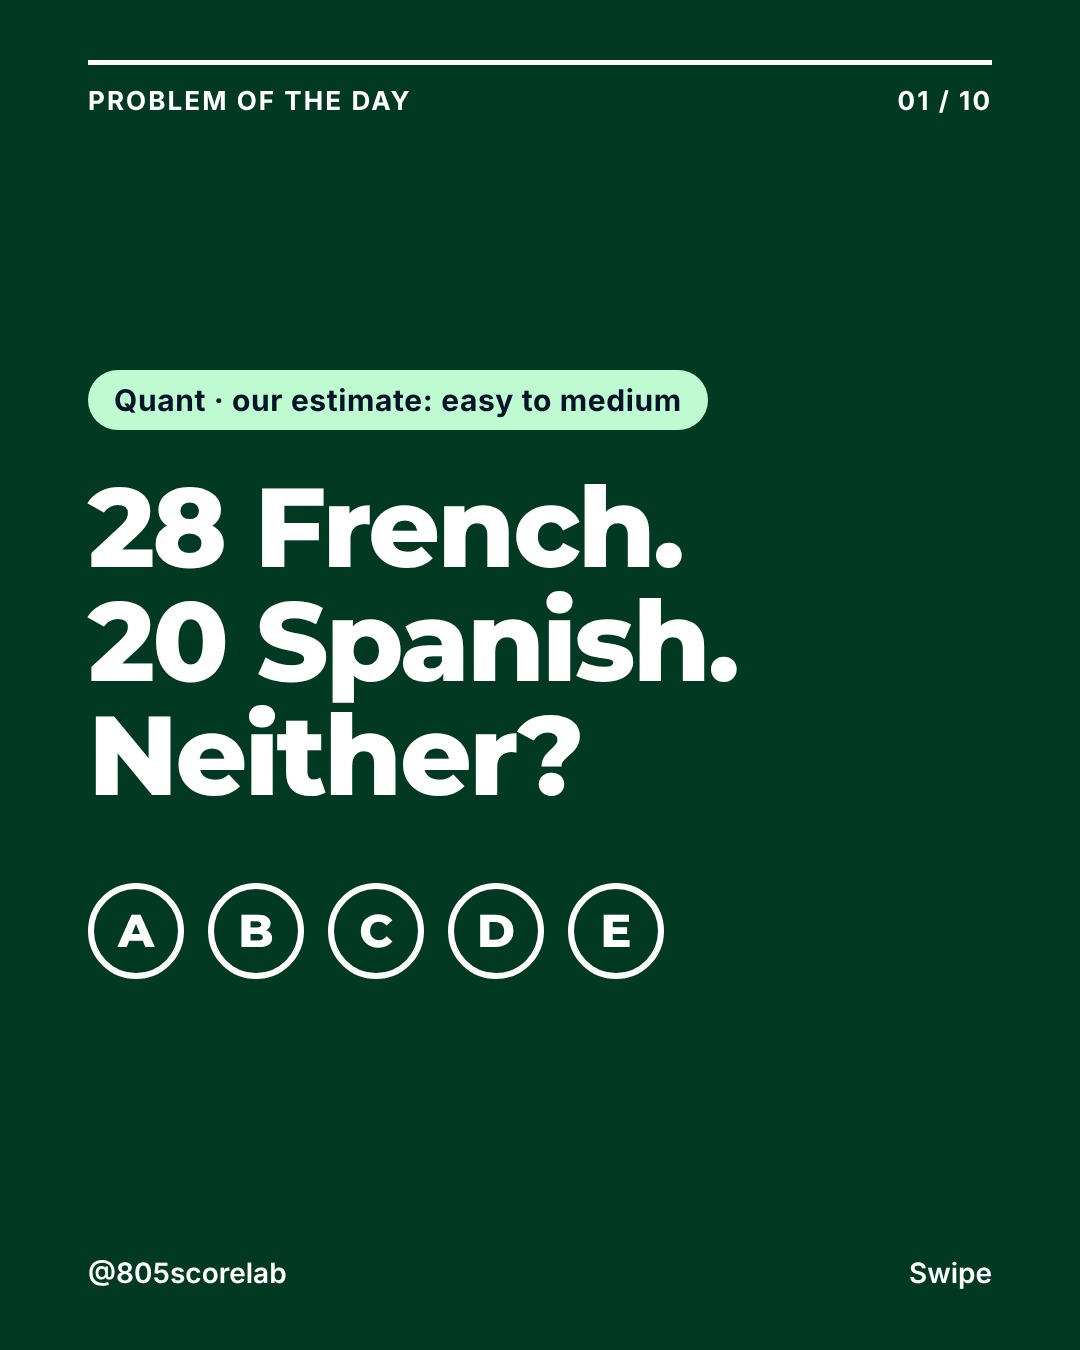 PROBLEM OF THE DAY
01 / 10
Quant · our estimate: easy to medium
28 French.
20 Spanish.
Neither?
A B C D E
@805scorelab
Swipe